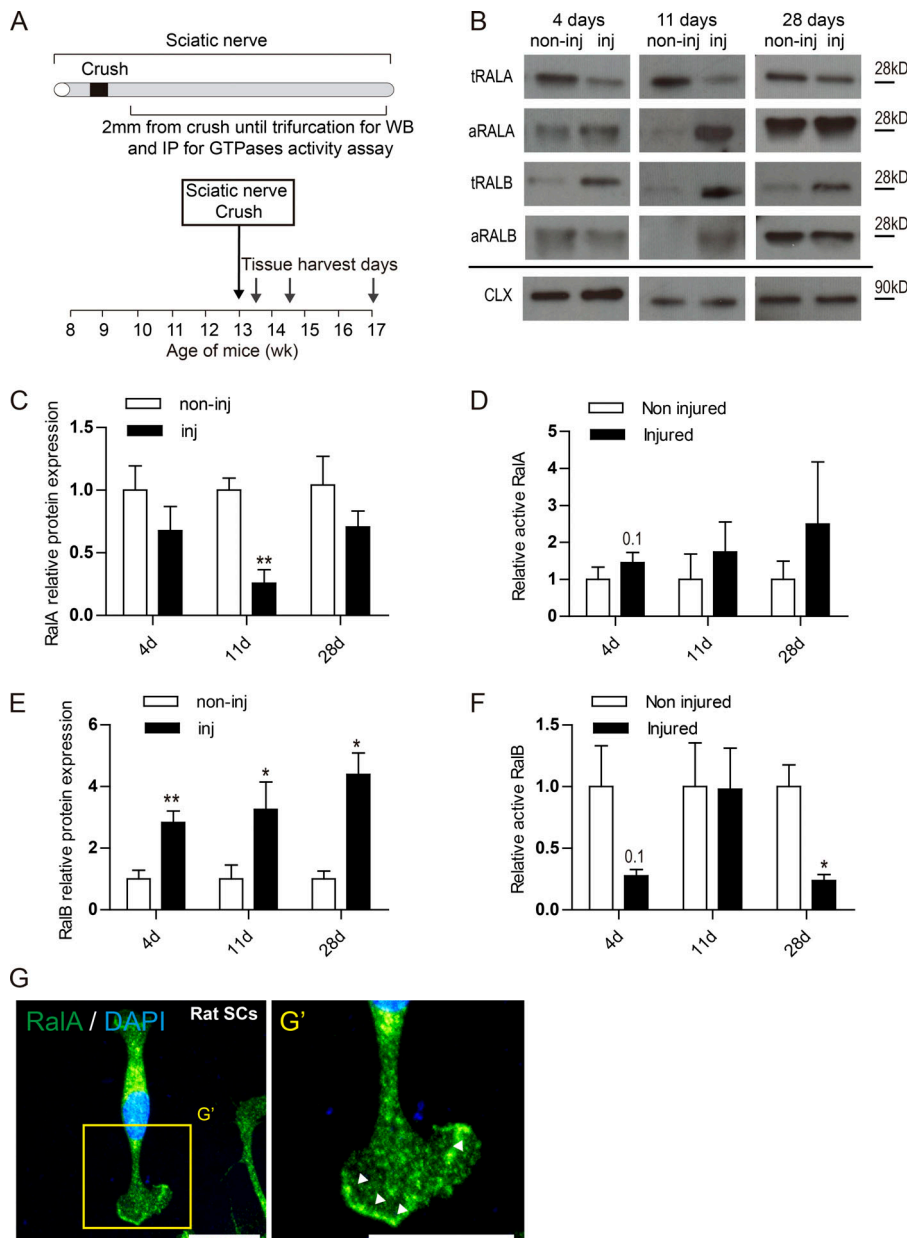 A
Sciatic nerve
Crush
2mm from crush until trifurcation for WB
and IP for GTPases activity assay
Sciatic nerve
Crush
Tissue harvest days
8 9 10 11 12 13 14 15 16 17
Age of mice (wk)
B
4 days 11 days 28 days
non-inj inj non-inj inj non-inj inj
tRALA 28kD
aRALA 28kD
tRALB 28kD
aRALB 28kD
CLX 90kD
C
non-inj
inj
RalA relative protein expression
1.5
1.0
0.5
0.0
**
4d 11d 28d
D
Non injured
Injured
Relative active RalA
5
4
3
2
1
0
0.1
4d 11d 28d
E
non-inj
inj
RalB relative protein expression
6
4
2
0
** * *
4d 11d 28d
F
Non injured
Injured
Relative active RalB
1.5
1.0
0.5
0.0
0.1 *
4d 11d 28d
G
RalA / DAPI Rat SCs
G'
G'